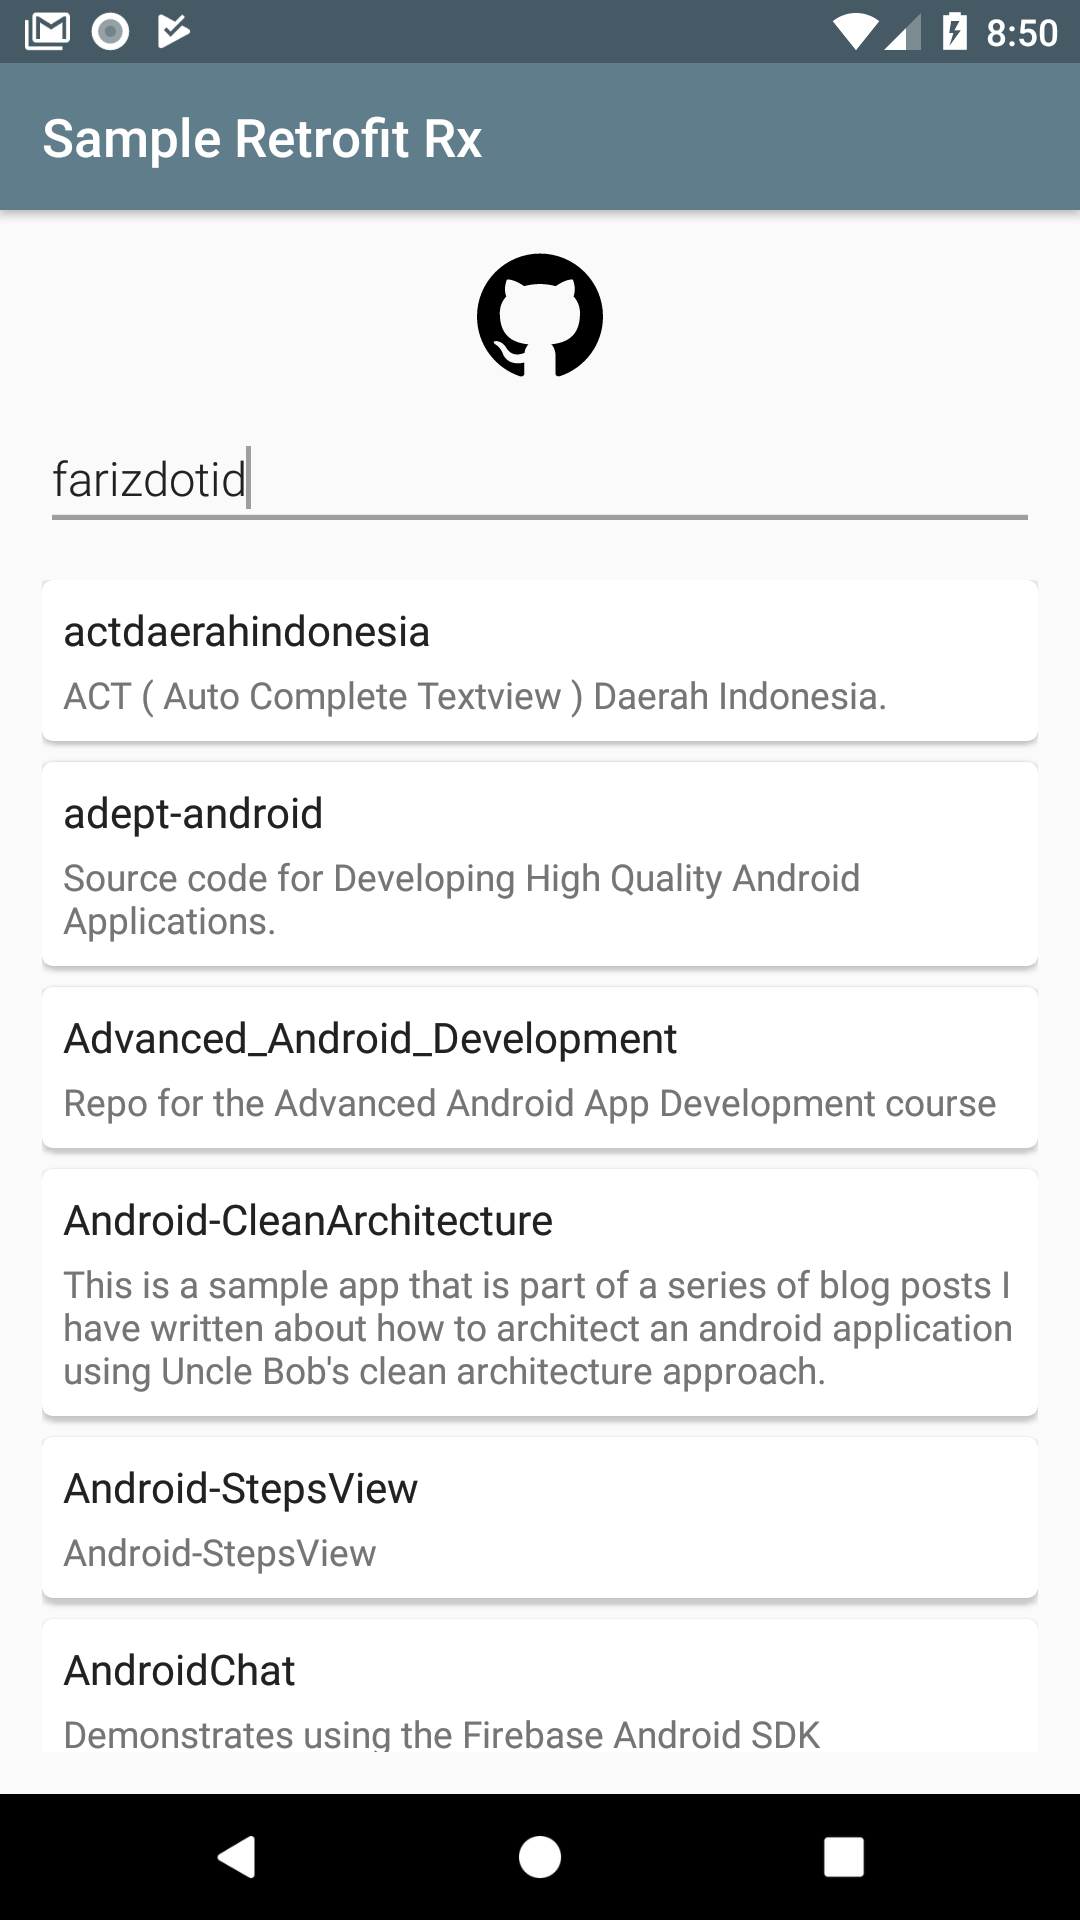 8:50
Sample Retrofit Rx
farizdotid
actdaerahindonesia
ACT ( Auto Complete Textview ) Daerah Indonesia.
adept-android
Source code for Developing High Quality Android
Applications.
Advanced_Android_Development
Repo for the Advanced Android App Development course
Android-CleanArchitecture
This is a sample app that is part of a series of blog posts I
have written about how to architect an android application
using Uncle Bob's clean architecture approach.
Android-StepsView
Android-StepsView
AndroidChat
Demonstrates using the Firebase Android SDK